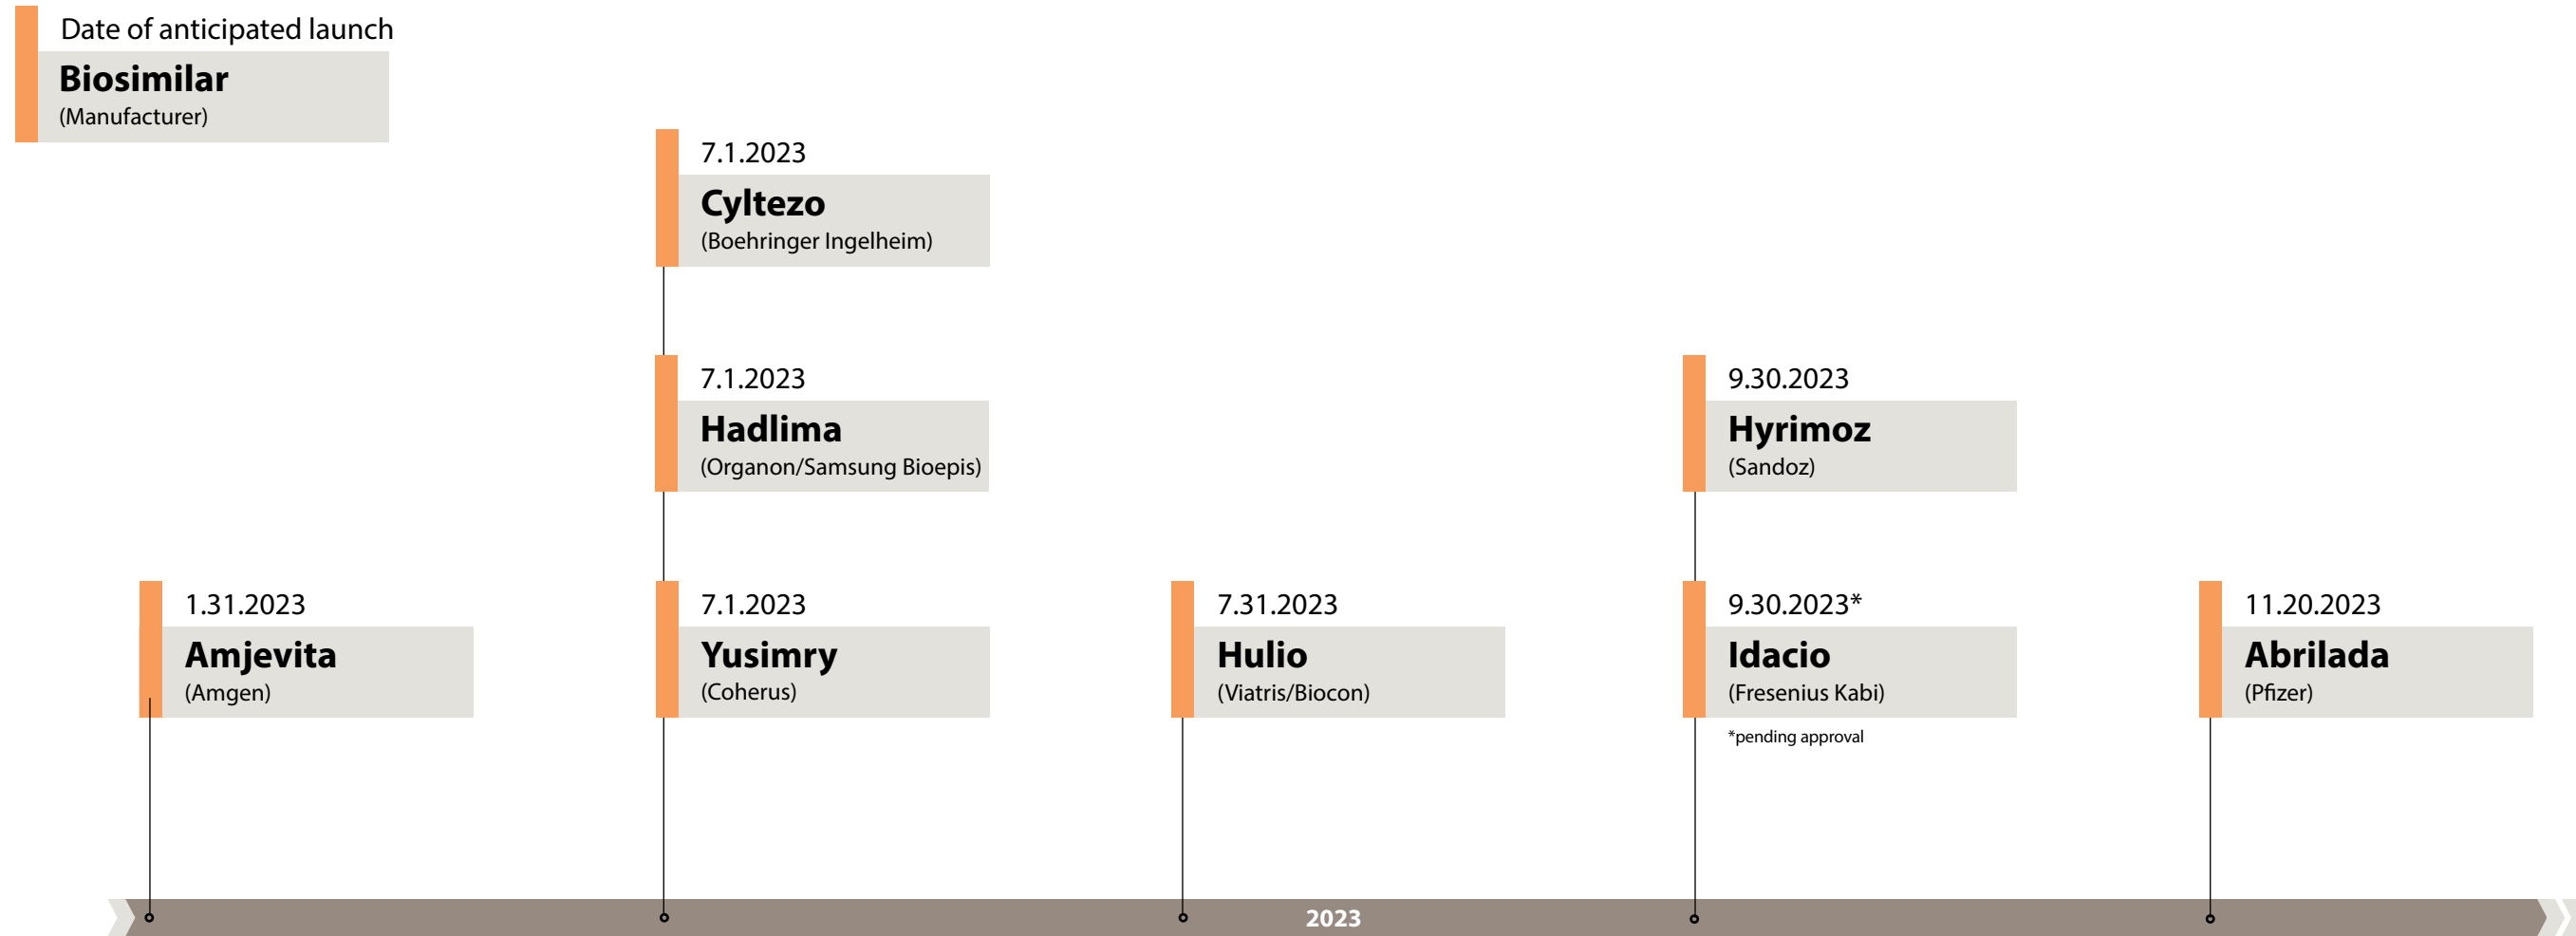 Date of anticipated launch
Biosimilar
(Manufacturer)
7.1.2023
Cyltezo
(Boehringer Ingelheim)
7.1.2023
Hadlima
(Organon/Samsung Bioepis)
9.30.2023
Hyrimoz
(Sandoz)
1.31.2023
Amjevita
(Amgen)
7.1.2023
Yusimry
(Coherus)
7.31.2023
Hulio
(Viatris/Biocon)
9.30.2023*
Idacio
(Fresenius Kabi)
*pending approval
11.20.2023
Abrilada
(Pfizer)
2023